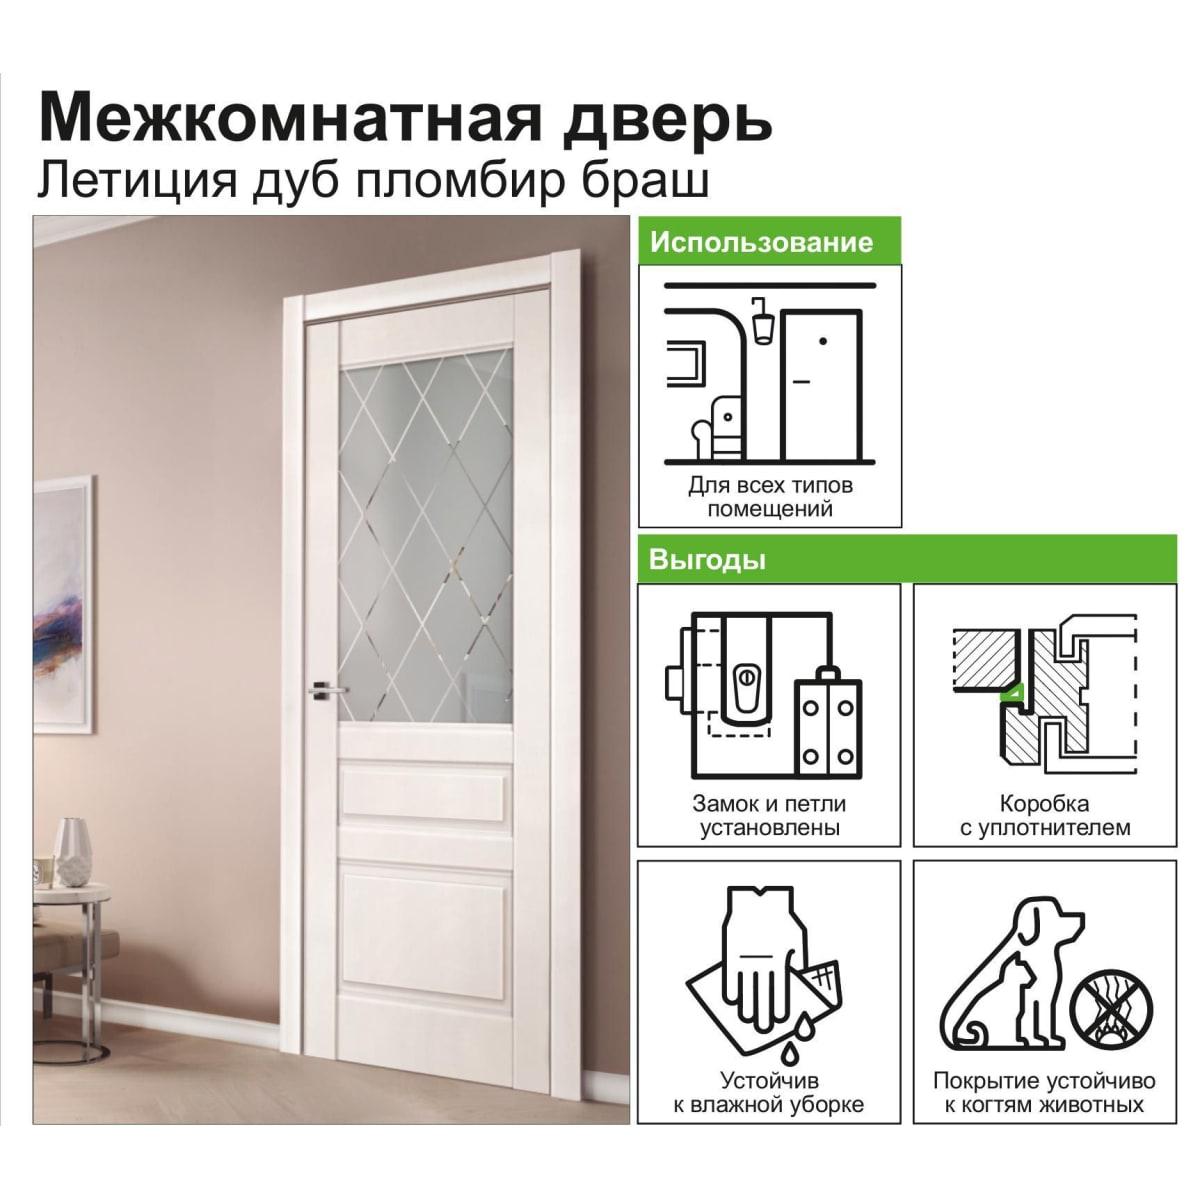 Межкомнатная дверь
Летиция дуб пломбир браш
Использование
Для всех типов
помещений
Выгоды
Замок и петли
установлены
Коробка
с уплотнителем
Устойчив
к влажной уборке
Покрытие устойчиво
к когтям животных